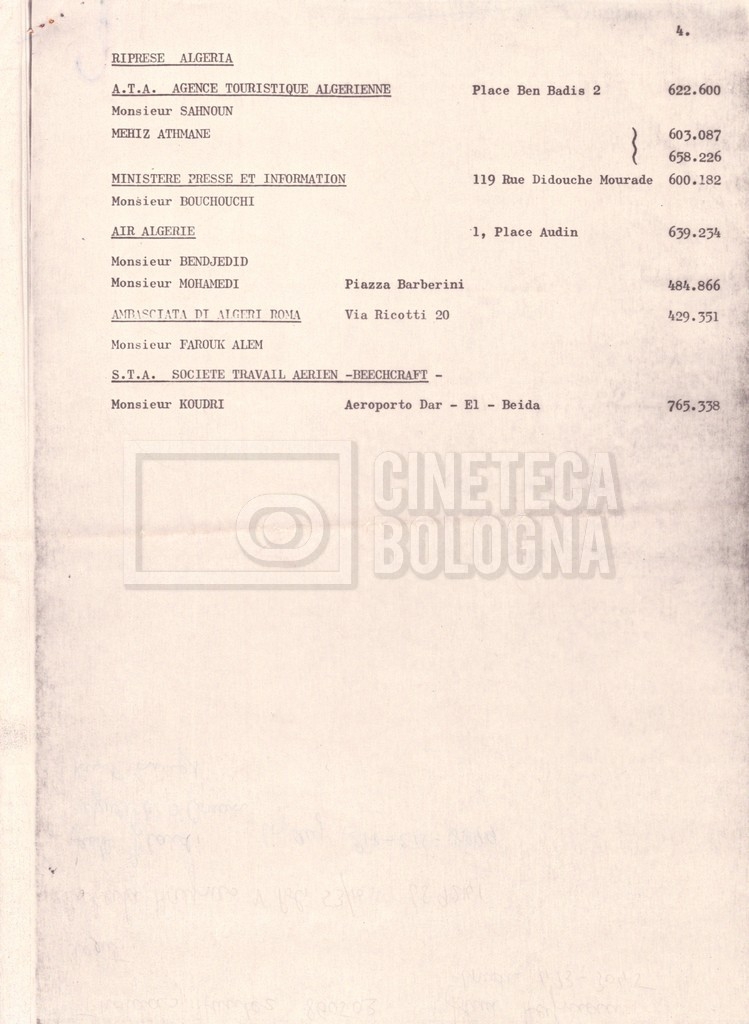 4.
RIPRESE ALGERIA
A.T.A. AGENCE TOURISTIQUE ALGERIENNE Place Ben Badis 2 622.600
Monsieur SAHNOUN
MEHIZ ATHMANE 603.087
658.226
MINISTERE PRESSE ET INFORMATION 119 Rue Didouche Mourade 600.182
Monsieur BOUCHOUCHI
AIR ALGERIE 1, Place Audin 639.234
Monsieur BENDJEDID
Monsieur MOHAMEDI Piazza Barberini 484.866
AMBASCIATA DI ALGERI ROMA Via Ricotti 20 429.351
Monsieur FAROUK ALEM
S.T.A. SOCIETE TRAVAIL AERIEN -BEECHCRAFT -
Monsieur KOUDRI Aeroporto Dar - El - Beida 765.338
CINETECA
BOLOGNA